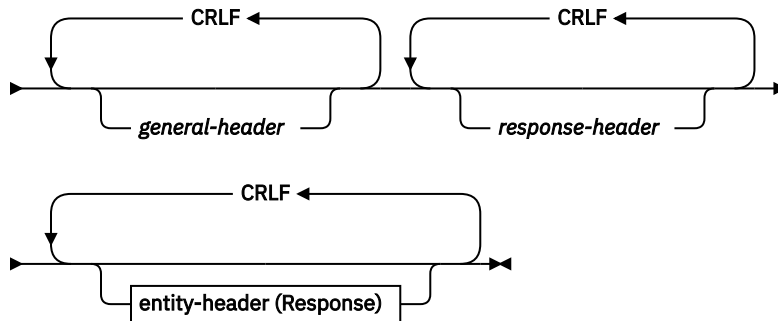 CRLF CRLF
general-header response-header
CRLF
entity-header (Response)